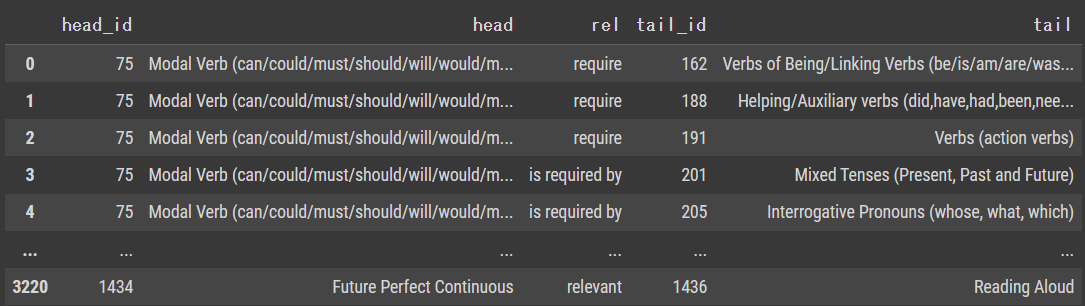 head_id head rel tail_id tail
0 75 Modal Verb (can/could/must/should/will/would/m... require 162 Verbs of Being/Linking Verbs (be/is/am/are/was...
1 75 Modal Verb (can/could/must/should/will/would/m... require 188 Helping/Auxiliary verbs (did,have,had,been,nee...
2 75 Modal Verb (can/could/must/should/will/would/m... require 191 Verbs (action verbs)
3 75 Modal Verb (can/could/must/should/will/would/m... is required by 201 Mixed Tenses (Present, Past and Future)
4 75 Modal Verb (can/could/must/should/will/would/m... is required by 205 Interrogative Pronouns (whose, what, which)
... ... ... ... ... ...
3220 1434 Future Perfect Continuous relevant 1436 Reading Aloud